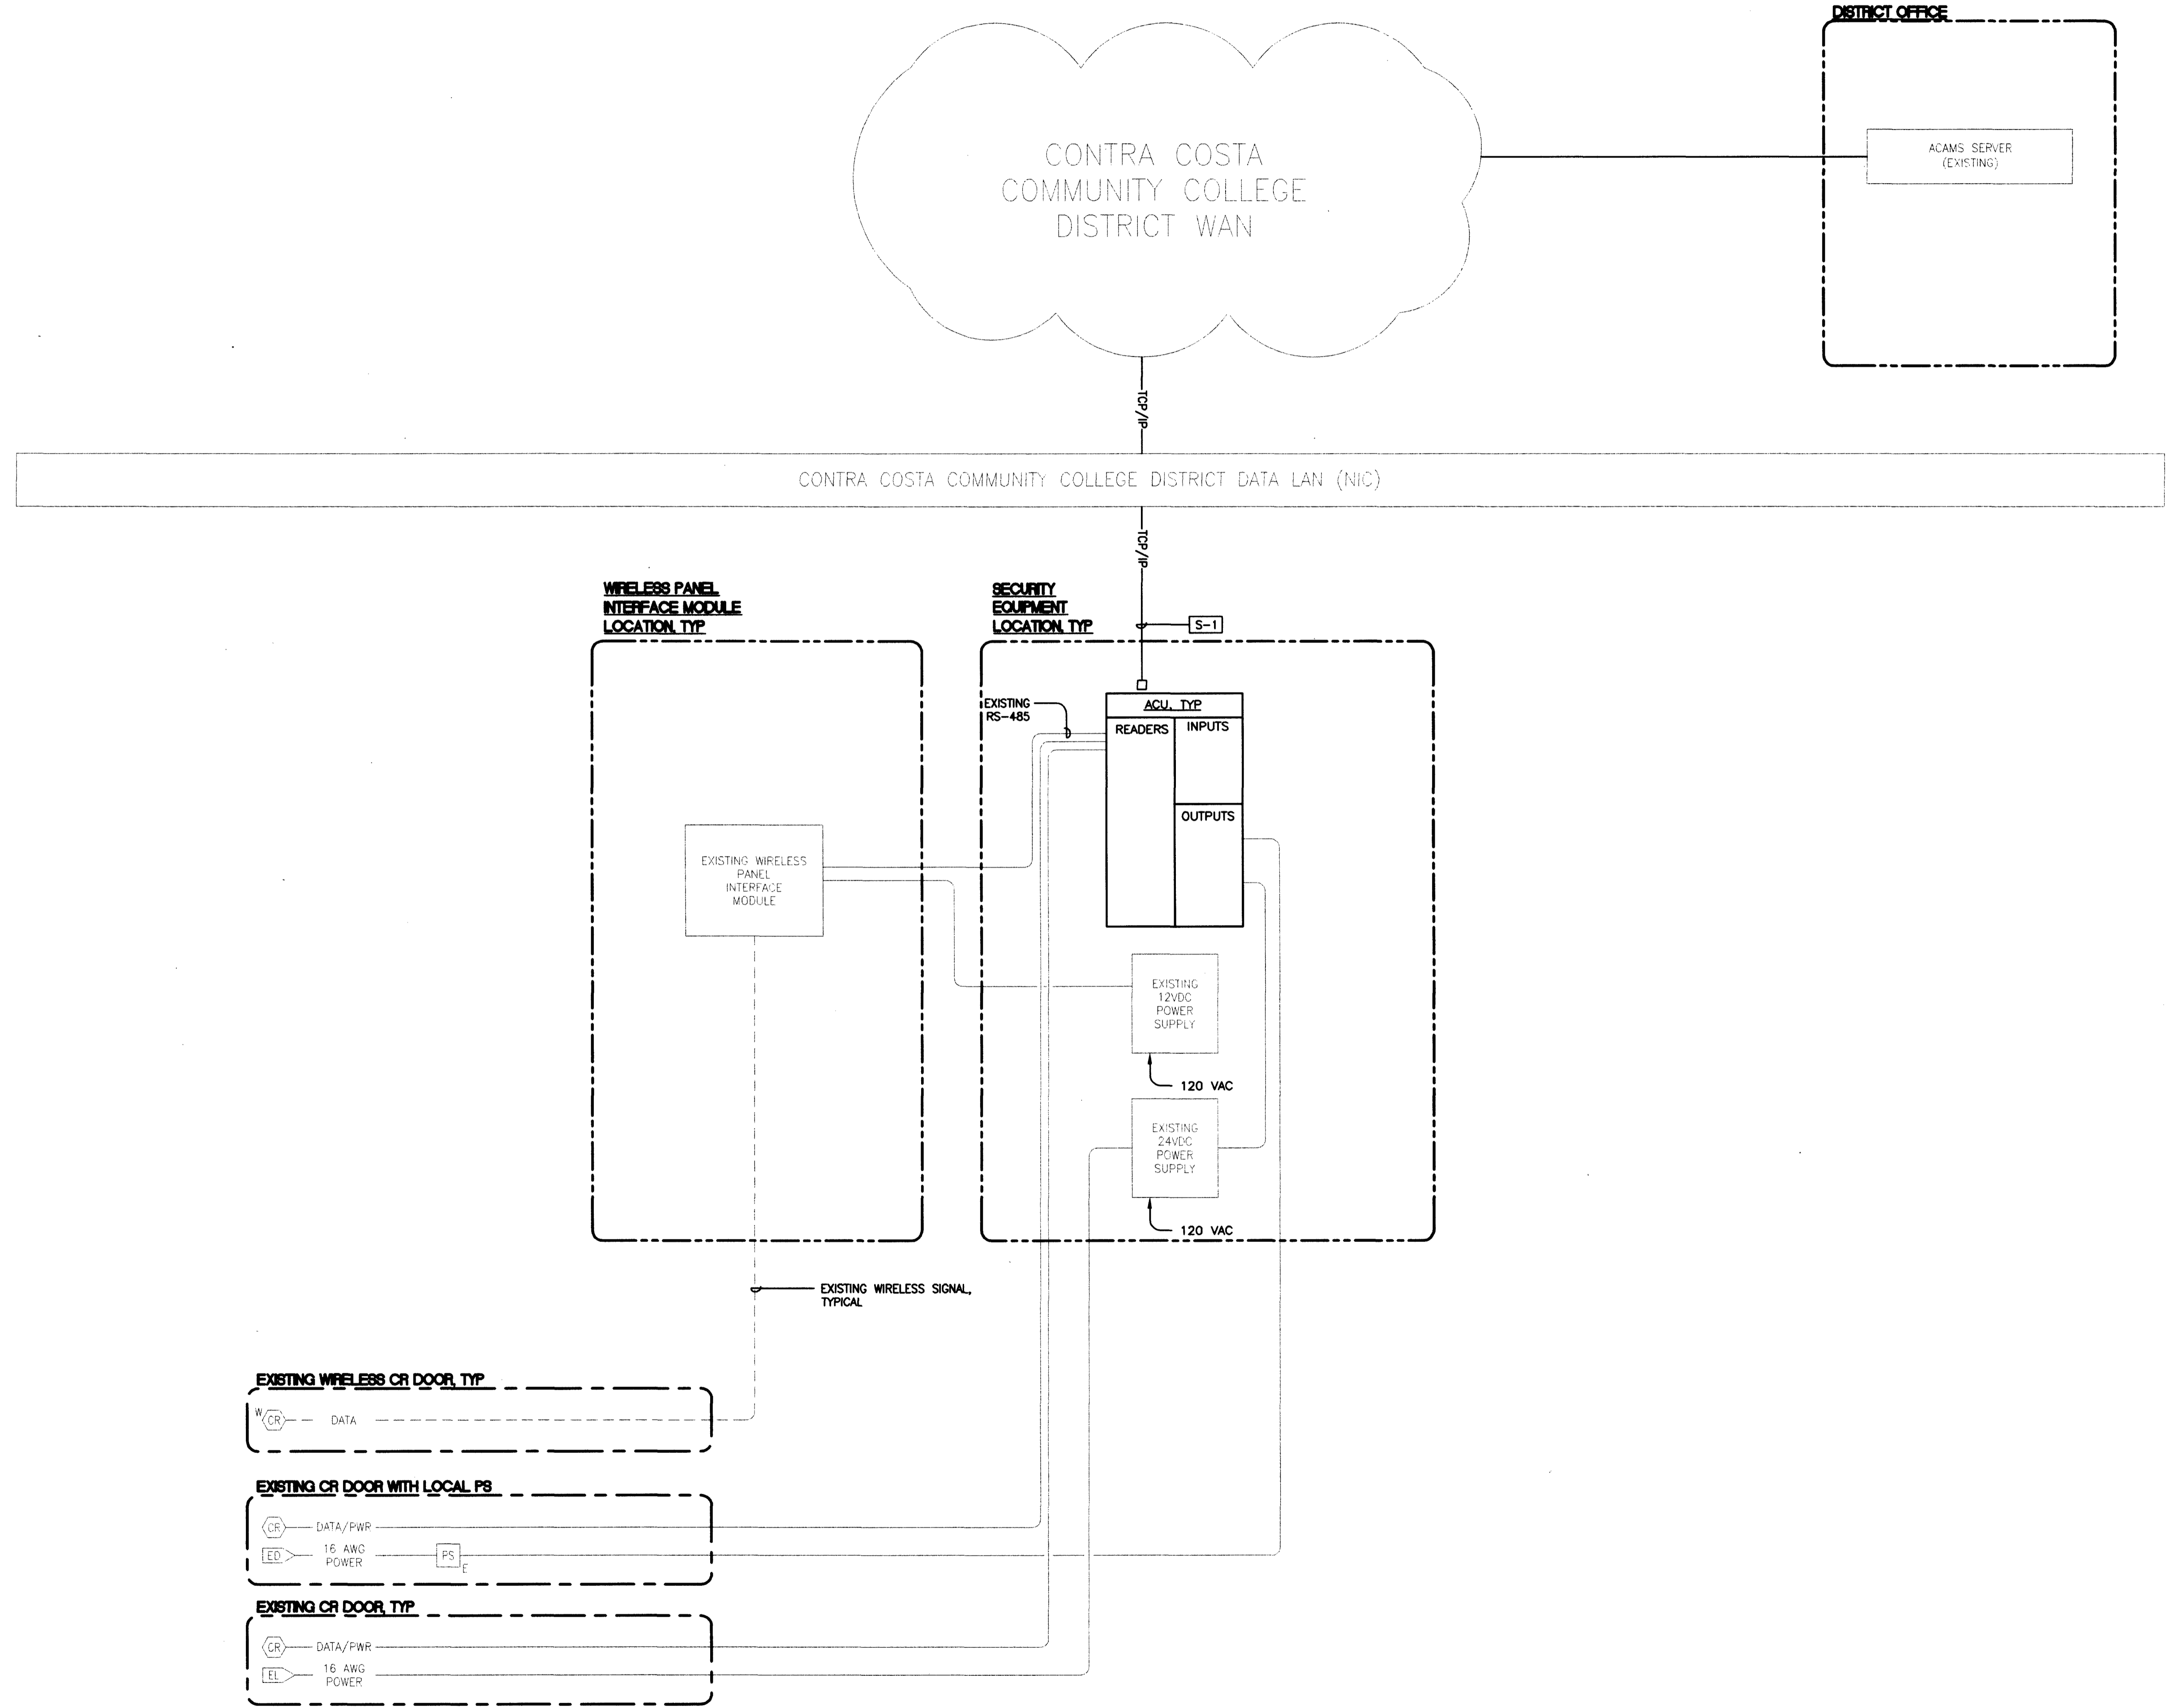 DISTRICT OFFICE
CONTRA COSTA
COMMUNITY COLLEGE
DISTRICT WAN
ACAMS SERVER
(EXISTING)
TCP/IP
CONTRA COSTA COMMUNITY COLLEGE DISTRICT DATA LAN (NIC)
TCP/IP
WIRELESS PANEL
INTERFACE MODULE
LOCATION, TYP
SECURITY
EQUIPMENT
LOCATION, TYP
S-1
EXISTING
RS-485
ACU, TYP
READERS
INPUTS
OUTPUTS
EXISTING WIRELESS
PANEL
INTERFACE
MODULE
EXISTING
12VDC
POWER
SUPPLY
120 VAC
EXISTING
24VDC
POWER
SUPPLY
120 VAC
EXISTING WIRELESS SIGNAL,
TYPICAL
EXISTING WIRELESS CR DOOR, TYP
W
CR
DATA
EXISTING CR DOOR WITH LOCAL PS
CR
DATA/PWR
ED
16 AWG
POWER
PS
E
EXISTING CR DOOR, TYP
CR
DATA/PWR
EL
16 AWG
POWER